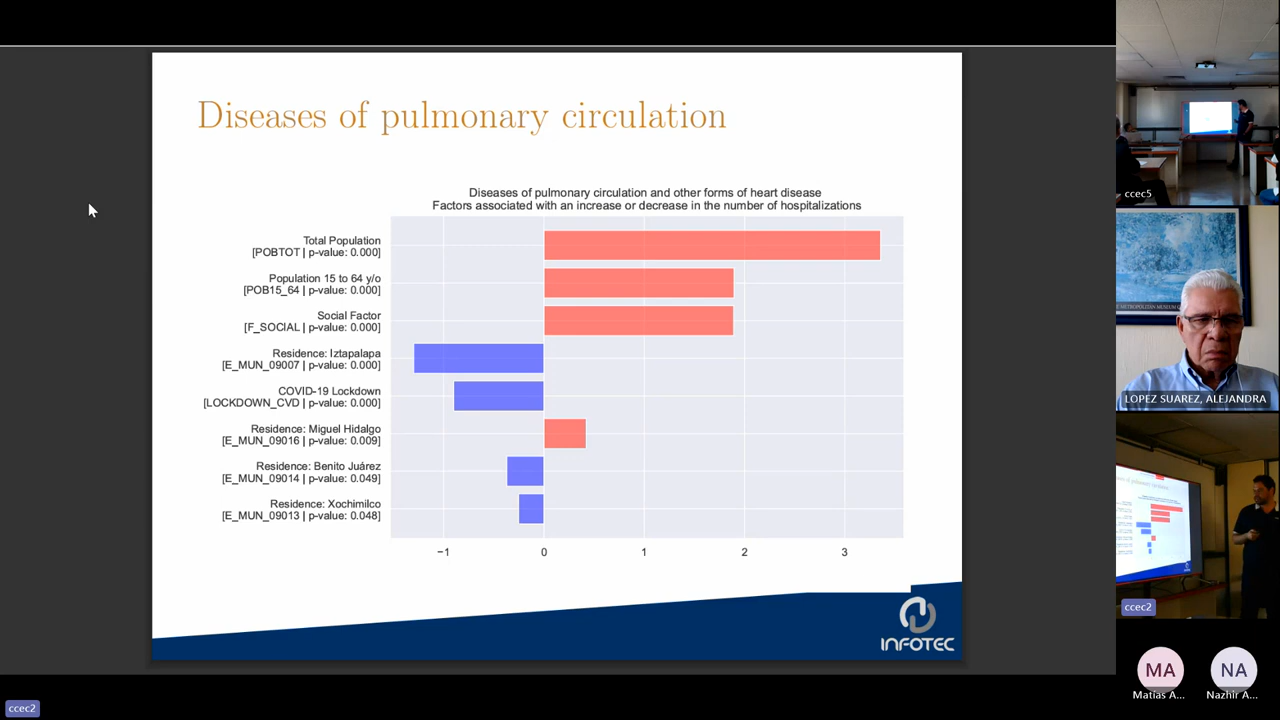 Diseases of pulmonary circulation
Diseases of pulmonary circulation and other forms of heart disease
Factors associated with an increase or decrease in the number of hospitalizations
Total Population
[POBTOT | p-value: 0.000]
Population 15 to 64 y/o
[POB15_64 | p-value: 0.000]
Social Factor
[F_SOCIAL | p-value: 0.000]
Residence: Iztapalapa
[E_MUN_09007 | p-value: 0.000]
COVID-19 Lockdown
[LOCKDOWN_CVD | p-value: 0.000]
Residence: Miguel Hidalgo
[E_MUN_09016 | p-value: 0.009]
Residence: Benito Juárez
[E_MUN_09014 | p-value: 0.049]
Residence: Xochimilco
[E_MUN_09013 | p-value: 0.048]
−1 0 1 2 3
INFOTEC
ccec2
ccec5
METROPOLITAN MUSEUM
LOPEZ SUAREZ, ALEJANDRA
ccec2
MA
NA
Matías A...
Nazhir A...